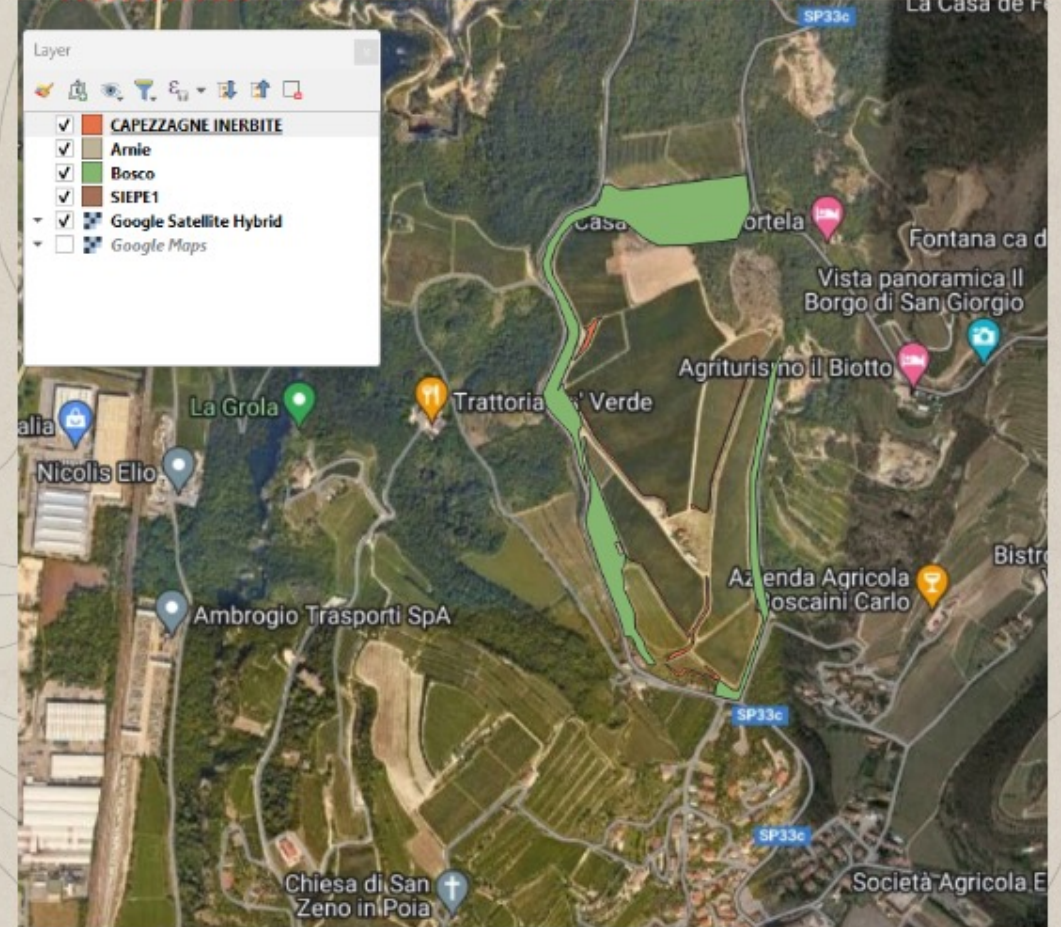 SP33c
La Casa de
Layer
CAPEZZAGNE INERBITE
Arnie
Bosco
SIEPE1
Google Satellite Hybrid
Google Maps
Casa
ortela
Fontana ca d
Vista panoramica Il
Borgo di San Giorgio
Agriturismo il Biotto
La Grola
Trattoria
s' Verde
alia
Nicolis Elio
Bistro
Azienda Agricola
Boscaini Carlo
Ambrogio Trasporti SpA
SP33c
SP33c
Chiesa di San
Zeno in Poia
Società Agricola E